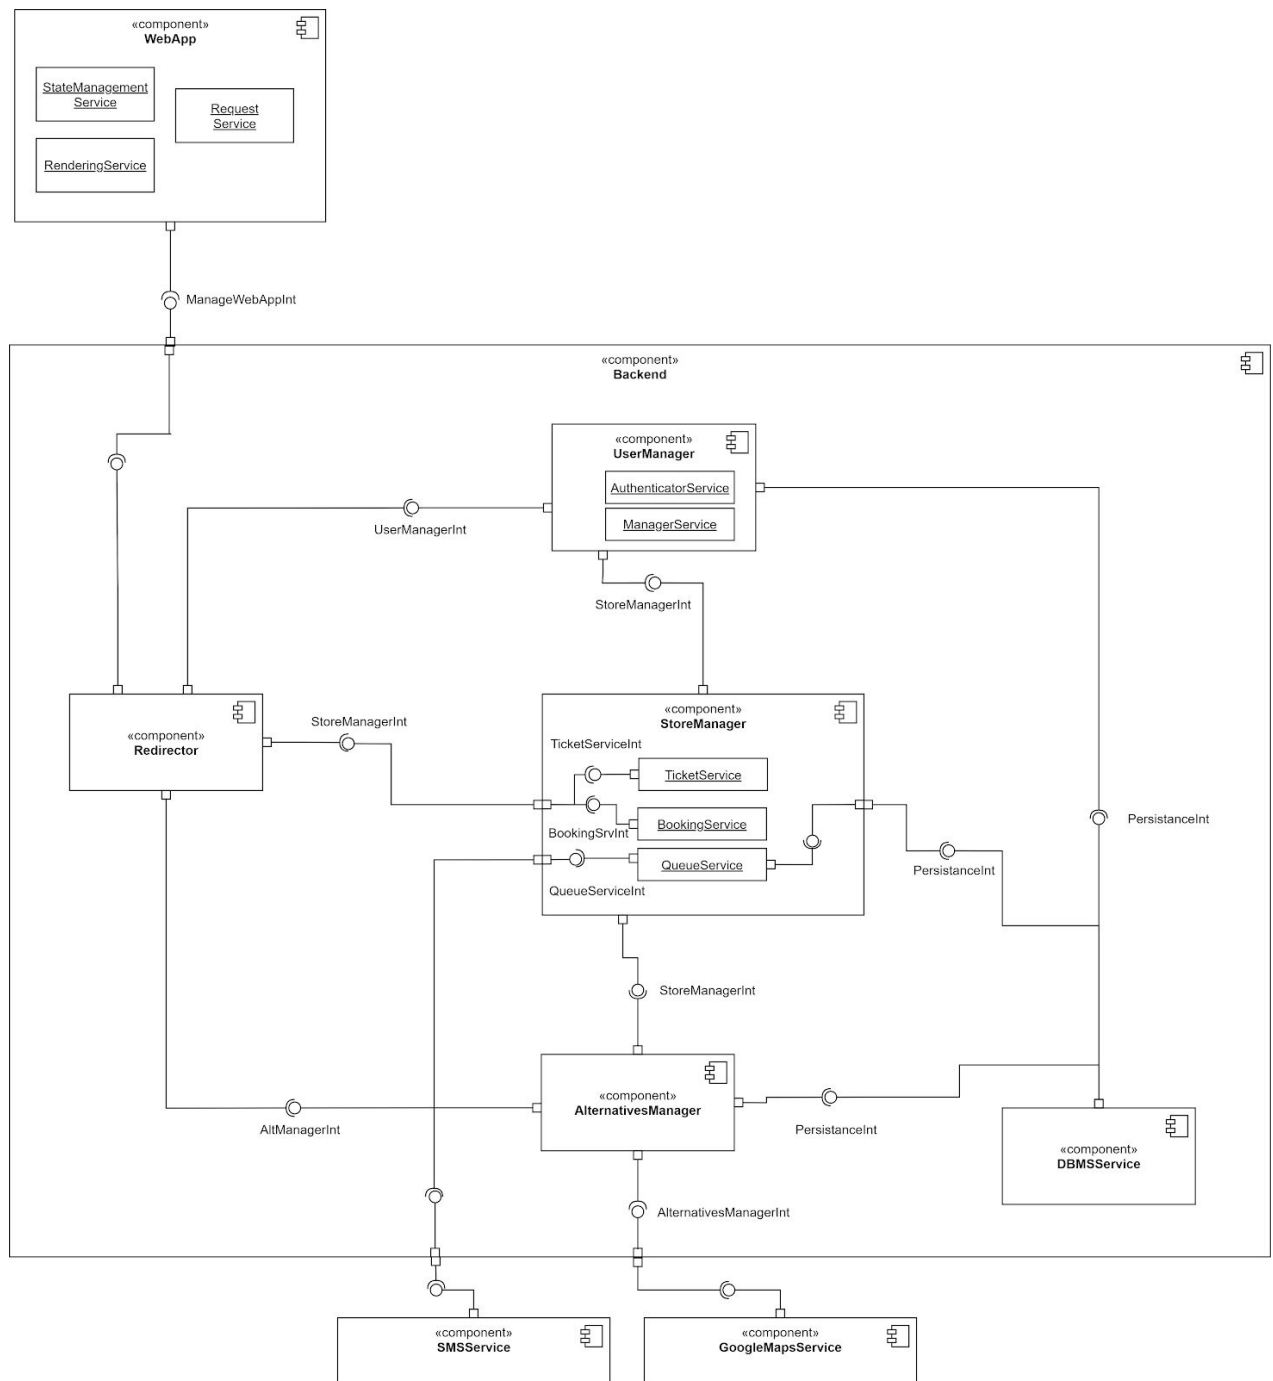 «component»
WebApp
StateManagement
Service
Request
Service
RenderingService
ManageWebAppInt
«component»
Backend
«component»
UserManager
AuthenticatorService
ManagerService
UserManagerInt
StoreManagerInt
«component»
Redirector
StoreManagerInt
«component»
StoreManager
TicketServiceInt
TicketService
BookingSrvInt
BookingService
QueueService
QueueServiceInt
PersistanceInt
PersistanceInt
StoreManagerInt
«component»
AlternativesManager
AltManagerInt
PersistanceInt
«component»
DBMSService
AlternativesManagerInt
«component»
SMSService
«component»
GoogleMapsService